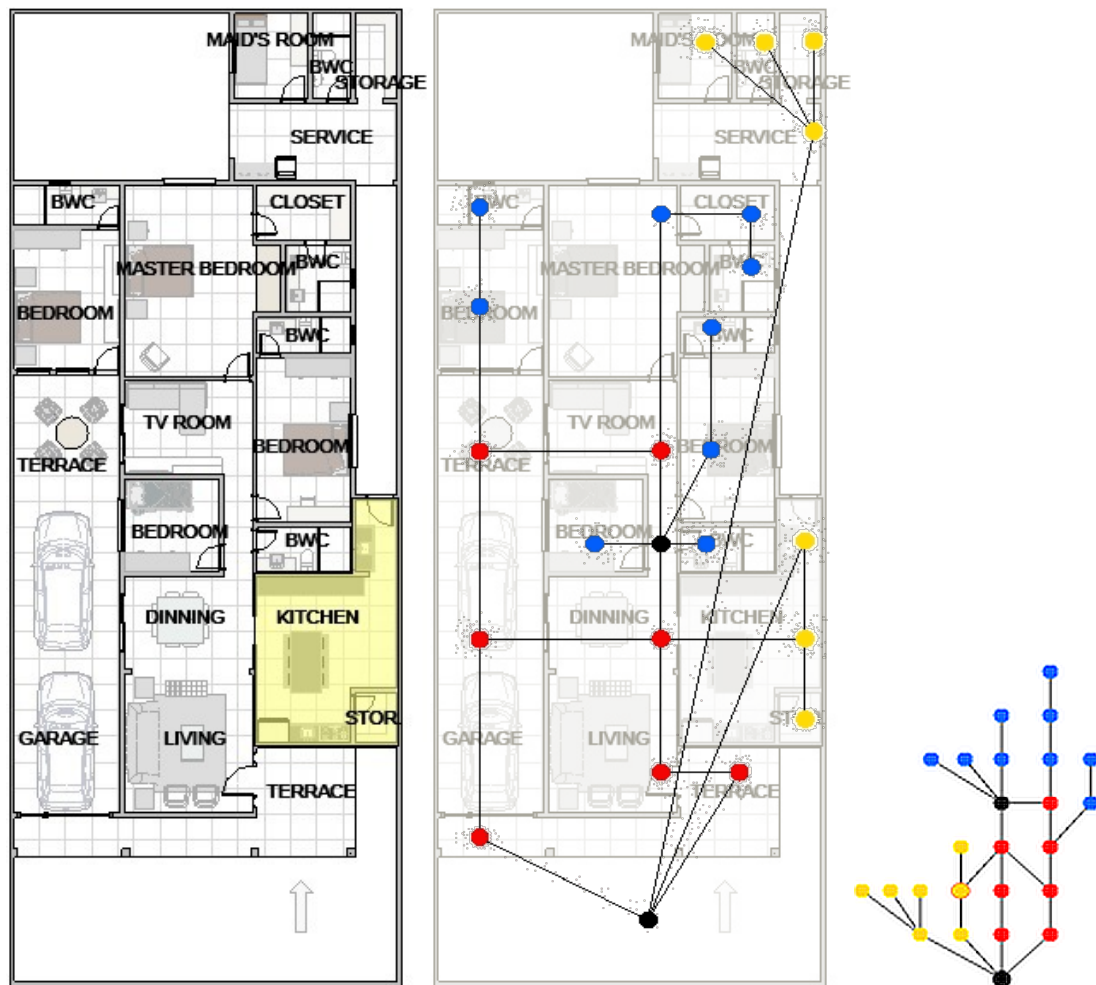 MAID'S ROOM
BWC
STORAGE
SERVICE
BWC
CLOSET
MASTER BEDROOM
BWC
BEDROOM
BWC
TV ROOM
BEDROOM
TERRACE
BEDROOM
BWC
DINNING
KITCHEN
STOR.
GARAGE
LIVING
TERRACE
MAID'S ROOM
BWC
STORAGE
SERVICE
BWC
CLOSET
MASTER BEDROOM
BWC
BEDROOM
BWC
TV ROOM
BEDROOM
TERRACE
BEDROOM
BWC
DINNING
KITCHEN
STOR.
GARAGE
LIVING
TERRACE